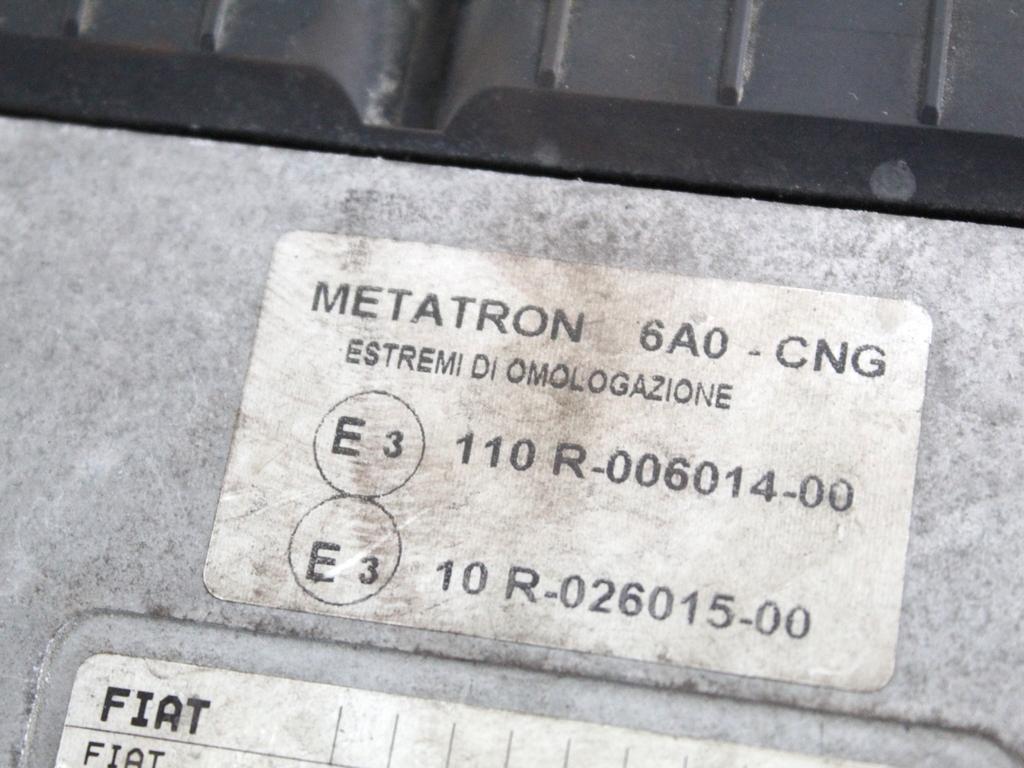 METATRON 6A0 - CNG
ESTREMI DI OMOLOGAZIONE
E 3 110 R-006014-00
E 3 10 R-026015-00
FIAT
FIAT